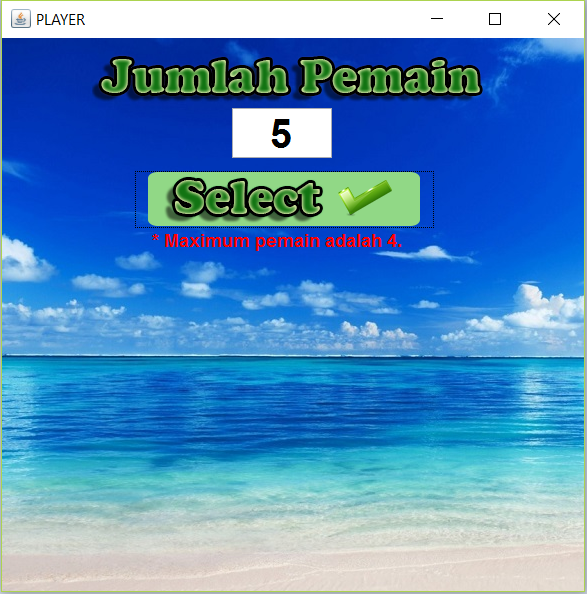 PLAYER
Jumlah Pemain
5
Select
* Maximum pemain adalah 4.